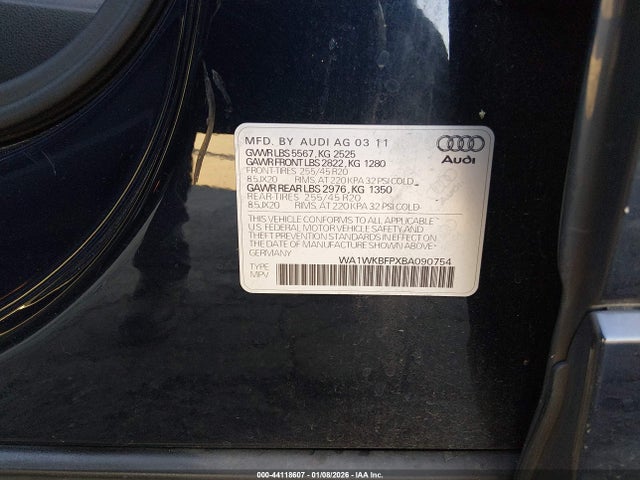 MFD. BY AUDI AG 03 11
GVWR LBS 5567, KG 2525
GAWR FRONT LBS 2822, KG 1280
FRONT-TIRES 255/45 R20
8.5JX20 RIMS. AT 220 KPA 32 PSI COLD
GAWR REAR LBS 2976, KG 1350
REAR-TIRES 255/45 R20
8.5JX20 RIMS, AT 220 KPA 32 PSI COLD
THIS VEHICLE CONFORMS TO ALL APPLICABLE
U.S. FEDERAL MOTOR VEHICLE SAFETY AND
THEFT PREVENTION STANDARDS IN EFFECT ON
THE DATE OF MANUFACTURE SHOWN ABOVE
GERMANY
WA1WKBFPXBA090754
TYPE
MPV
Audi
000-44118607 - 01/08/2026 - IAA Inc.